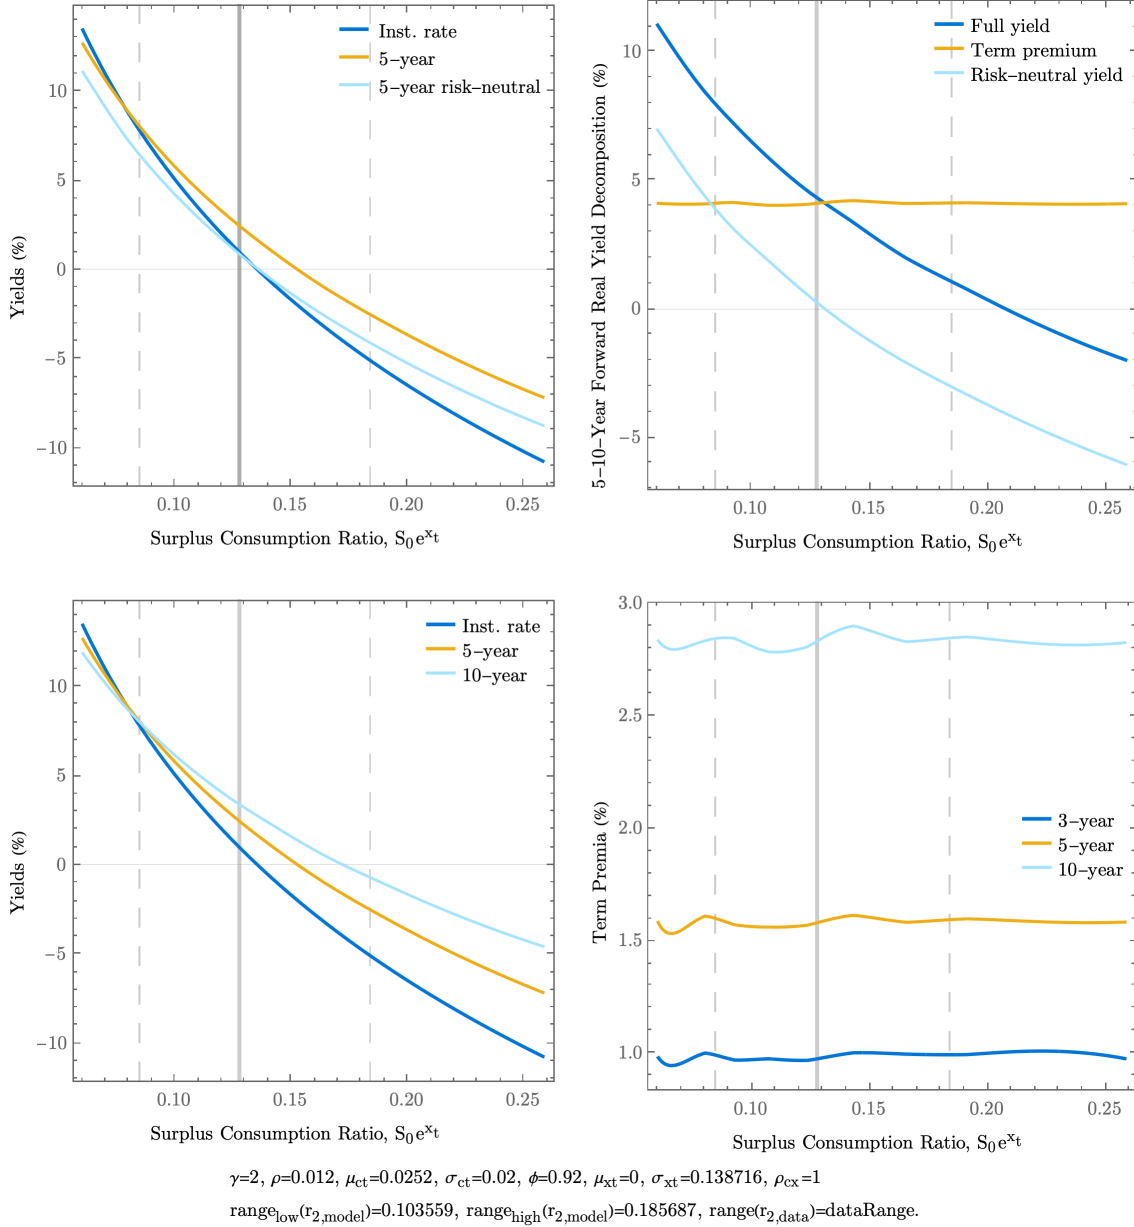 Inst. rate
5–year
5–year risk–neutral
10
5
0
−5
−10
Yields (%)
0.10
0.15
0.20
0.25
Surplus Consumption Ratio, S₀eˣᵗ
Full yield
Term premium
Risk–neutral yield
10
5
0
−5
5–10–Year Forward Real Yield Decomposition (%)
0.10
0.15
0.20
0.25
Surplus Consumption Ratio, S₀eˣᵗ
Inst. rate
5–year
10–year
10
5
0
−5
−10
Yields (%)
0.10
0.15
0.20
0.25
Surplus Consumption Ratio, S₀eˣᵗ
3.0
2.5
2.0
1.5
1.0
3–year
5–year
10–year
Term Premia (%)
0.10
0.15
0.20
0.25
Surplus Consumption Ratio, S₀eˣᵗ
γ=2, ρ=0.012, μct=0.0252, σct=0.02, ϕ=0.92, μxt=0, σxt=0.138716, ρcx=1
rangelow(r2,model)=0.103559, rangehigh(r2,model)=0.185687, range(r2,data)=dataRange.